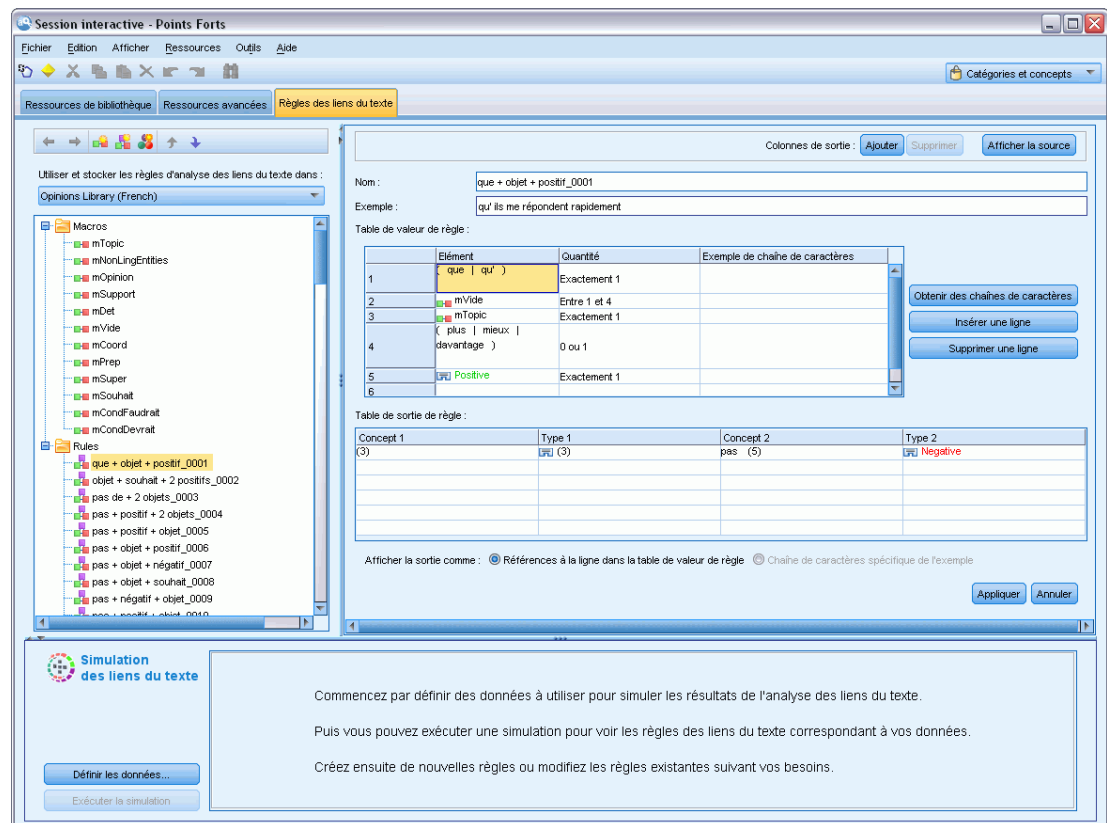 Session interactive - Points Forts
Fichier Edition Afficher Ressources Outils Aide
Catégories et concepts
Ressources de bibliothèque Ressources avancées Règles des liens du texte
Colonnes de sortie : Ajouter Supprimer Afficher la source
Utiliser et stocker les règles d'analyse des liens du texte dans :
Opinions Library (French)
Macros
mTopic
mNonLingEntities
mOpinion
mSupport
mDet
mVide
mCoord
mPrep
mSuper
mSouhait
mCondFaudrait
mCondDevrait
Rules
que + objet + positif_0001
objet + souhait + 2 positifs_0002
pas de + 2 objets_0003
pas + positif + 2 objets_0004
pas + positif + objet_0005
pas + objet + positif_0006
pas + objet + négatif_0007
pas + objet + souhait_0008
pas + négatif + objet_0009
pas + positif + objet_0010
Nom : que + objet + positif_0001
Exemple : qu' ils me répondent rapidement
Table de valeur de règle :
Elément Quantité Exemple de chaîne de caractères
1 ( que | qu' ) Exactement 1
2 mVide Entre 1 et 4
3 mTopic Exactement 1
4 ( plus | mieux | davantage ) 0 ou 1
5 Positive Exactement 1
6
Obtenir des chaînes de caractères
Insérer une ligne
Supprimer une ligne
Table de sortie de règle :
Concept 1 Type 1 Concept 2 Type 2
(3) (3) pas (5) Negative
Afficher la sortie comme : Références à la ligne dans la table de valeur de règle Chaîne de caractères spécifique de l'exemple
Appliquer Annuler
Simulation
des liens du texte
Définir les données...
Exécuter la simulation
Commencez par définir des données à utiliser pour simuler les résultats de l'analyse des liens du texte.
Puis vous pouvez exécuter une simulation pour voir les règles des liens du texte correspondant à vos données.
Créez ensuite de nouvelles règles ou modifiez les règles existantes suivant vos besoins.